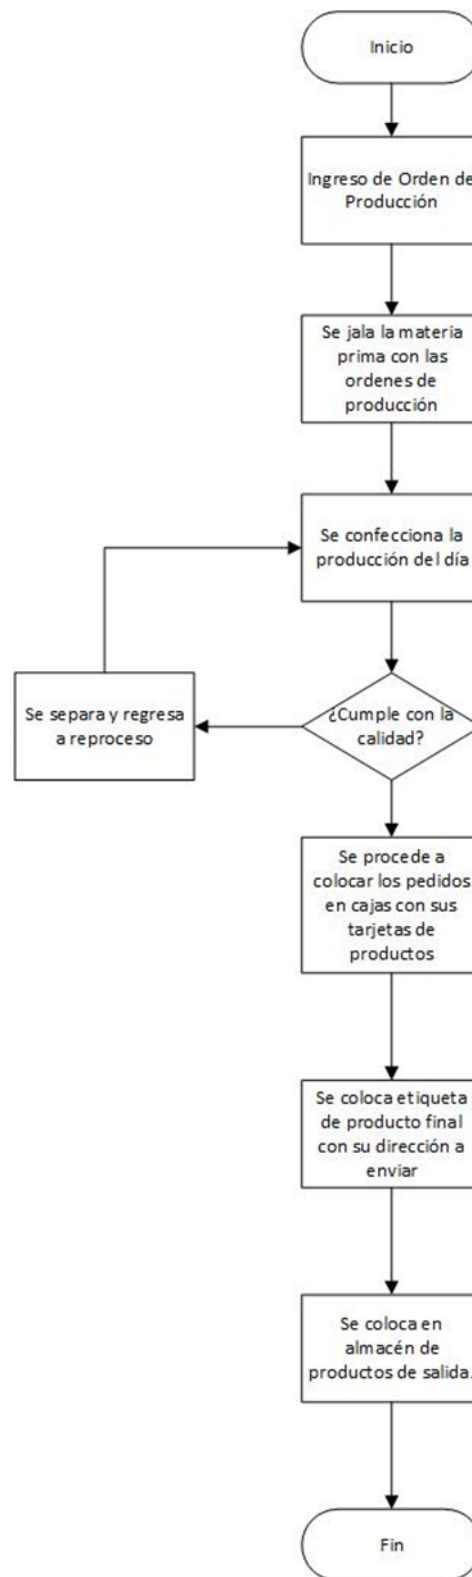 Inicio
Ingreso de Orden de
Producción
Se jala la materia
prima con las
ordenes de
producción
Se confecciona la
producción del día
Se separa y regresa
a reproceso
¿Cumple con la
calidad?
Se procede a
colocar los pedidos
en cajas con sus
tarjetas de
productos
Se coloca etiqueta
de producto final
con su dirección a
enviar
Se coloca en
almacén de
productos de salida.
Fin